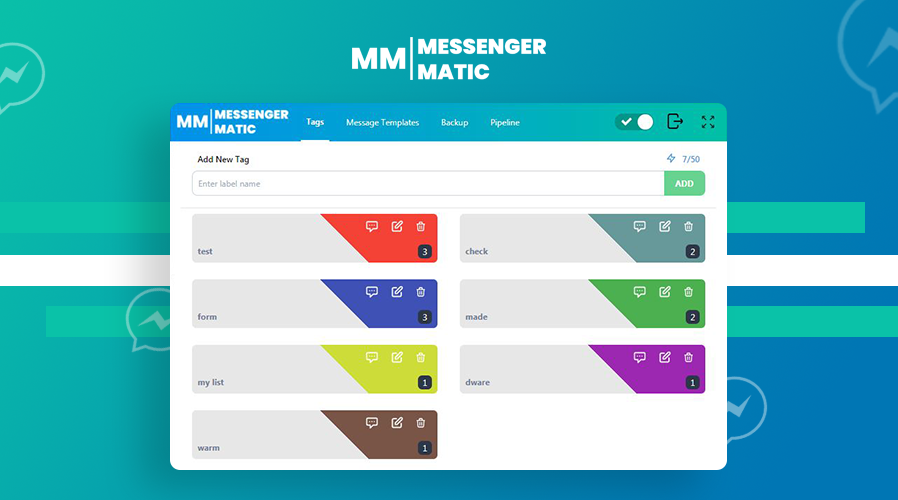 MM MESSENGER
MATIC
MM MESSENGER
MATIC
Tags Message Templates Backup Pipeline
Add New Tag 7/50
Enter label name ADD
test 3 check 2
form 3 made 2
my list 1 dware 1
warm 1